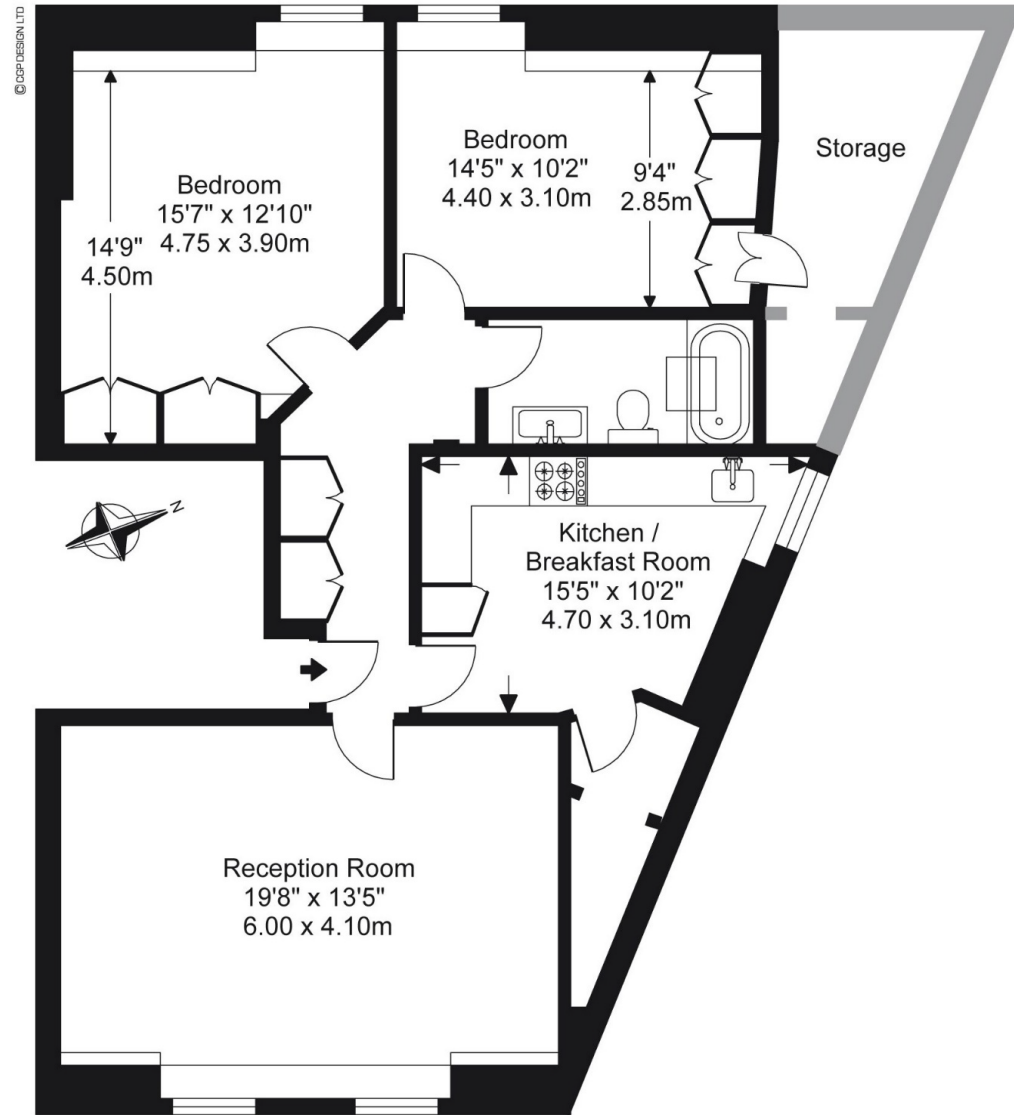 © CGPDESIGN LTD
Bedroom
15'7" x 12'10"
4.75 x 3.90m
14'9"
4.50m
Bedroom
14'5" x 10'2"
4.40 x 3.10m
9'4"
2.85m
Storage
N
Kitchen /
Breakfast Room
15'5" x 10'2"
4.70 x 3.10m
Reception Room
19'8" x 13'5"
6.00 x 4.10m